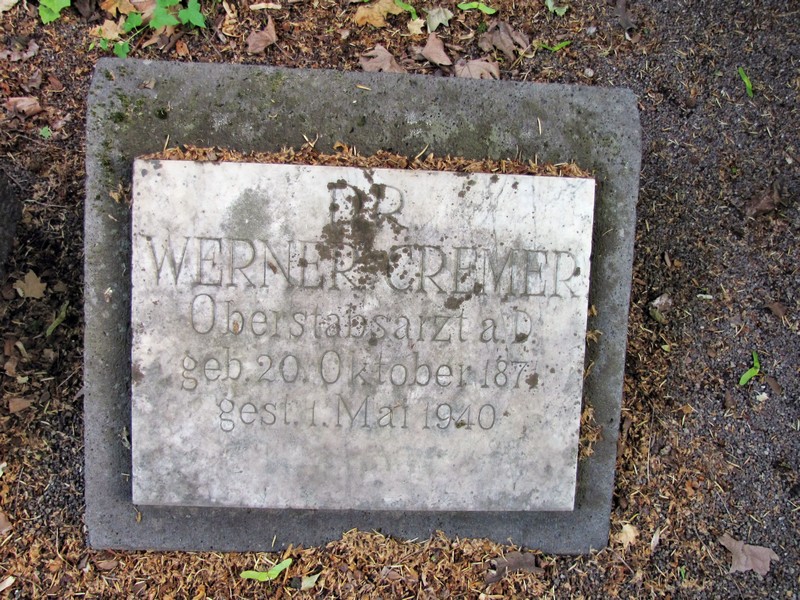 DR.
WERNER CREMER
Oberstabsarzt a.D.
geb. 20. Oktober
gest. 1. Mai 1940